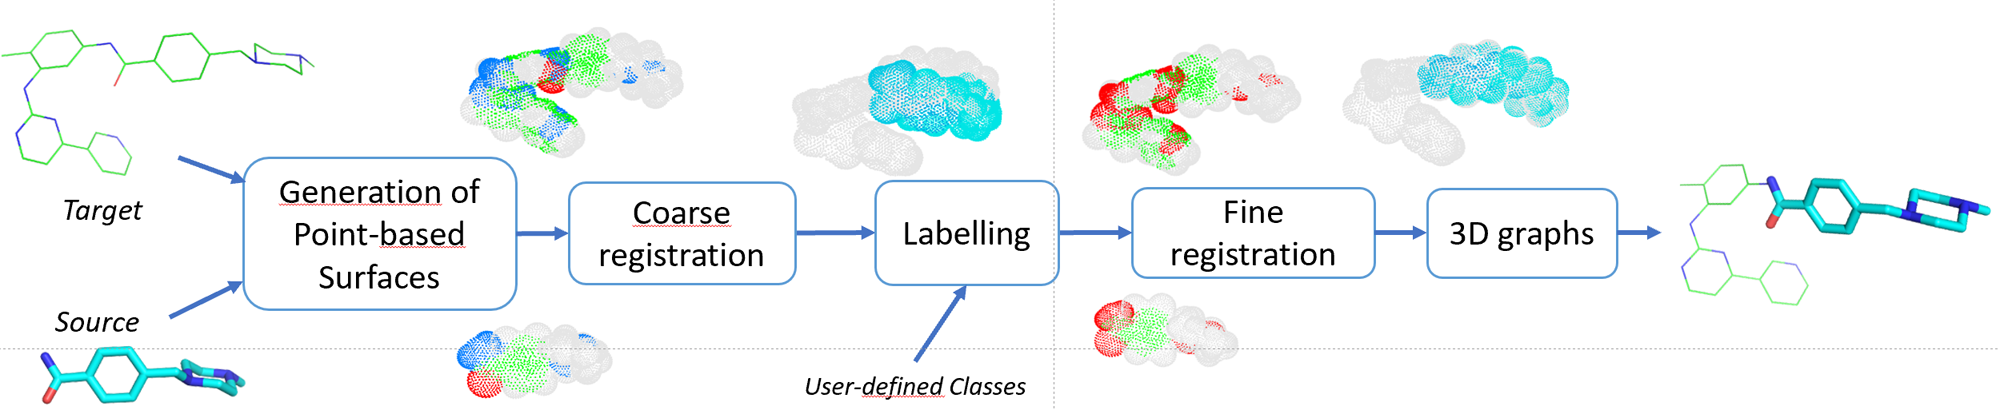 Target
Source
Generation of
Point-based
Surfaces
Coarse
registration
Labelling
User-defined Classes
Fine
registration
3D graphs